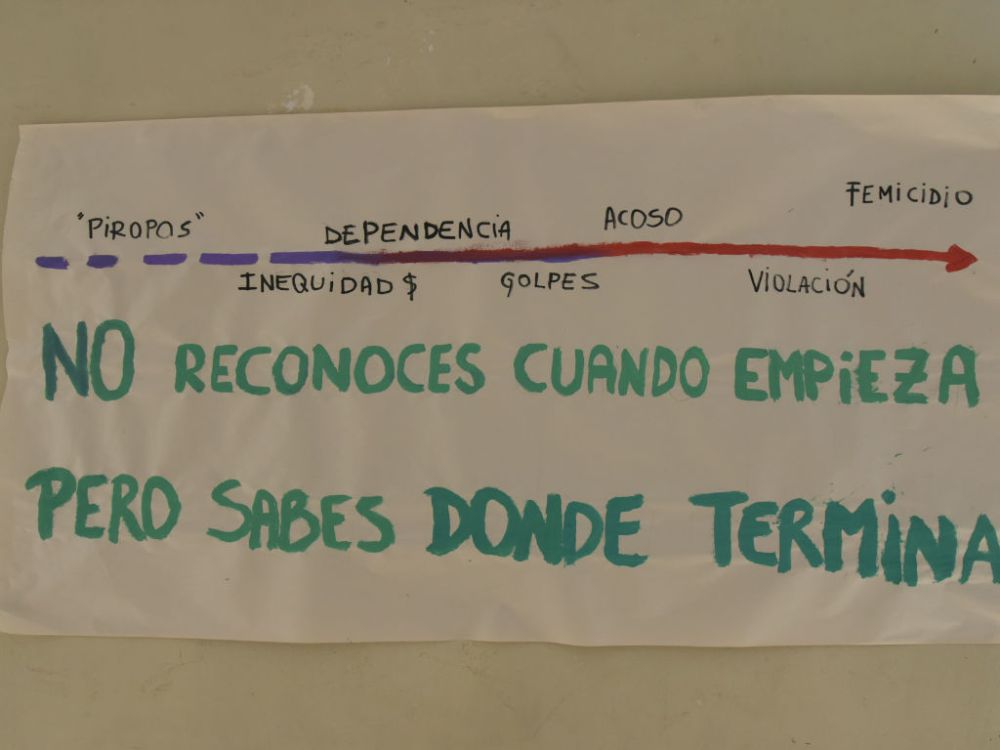 "PIROPOS" DEPENDENCIA ACOSO FEMICIDIO
INEQUIDAD $ GOLPES VIOLACIÓN
NO RECONOCES CUANDO EMPIEZA
PERO SABES DONDE TERMINA